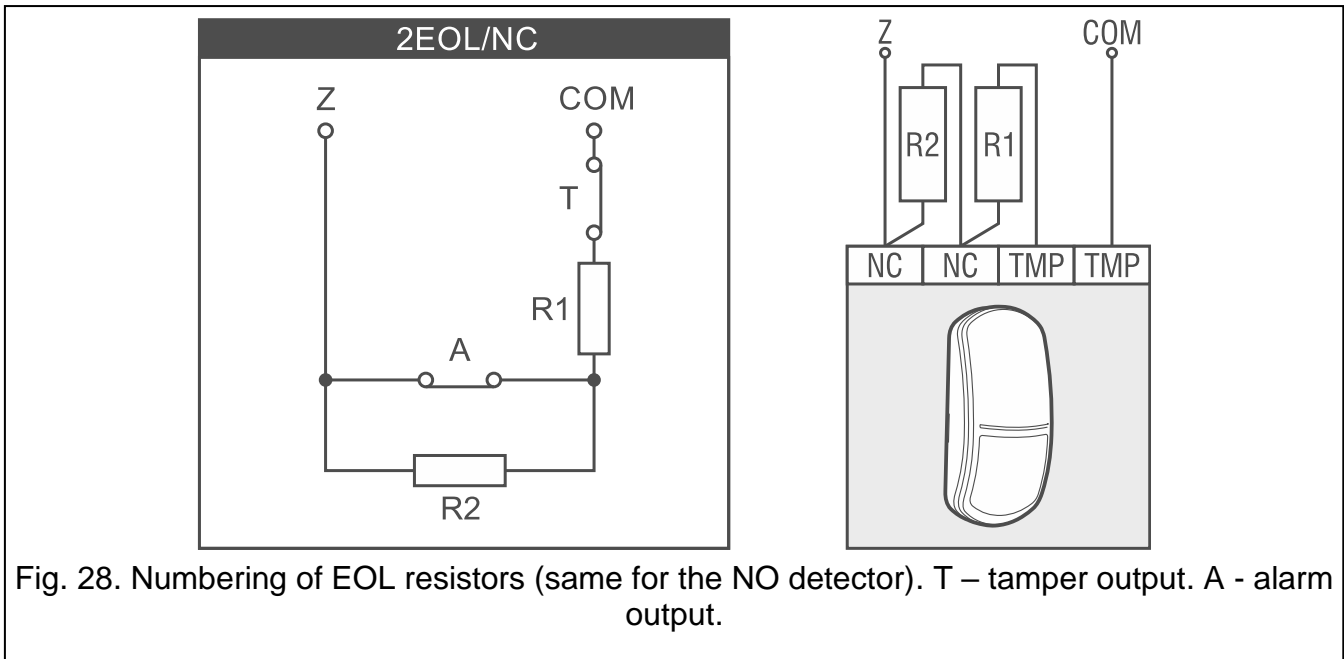 2EOL/NC
Z
COM
T
R1
A
R2
Z
COM
R2 R1
NC NC TMP TMP
Fig. 28. Numbering of EOL resistors (same for the NO detector). T – tamper output. A - alarm
output.